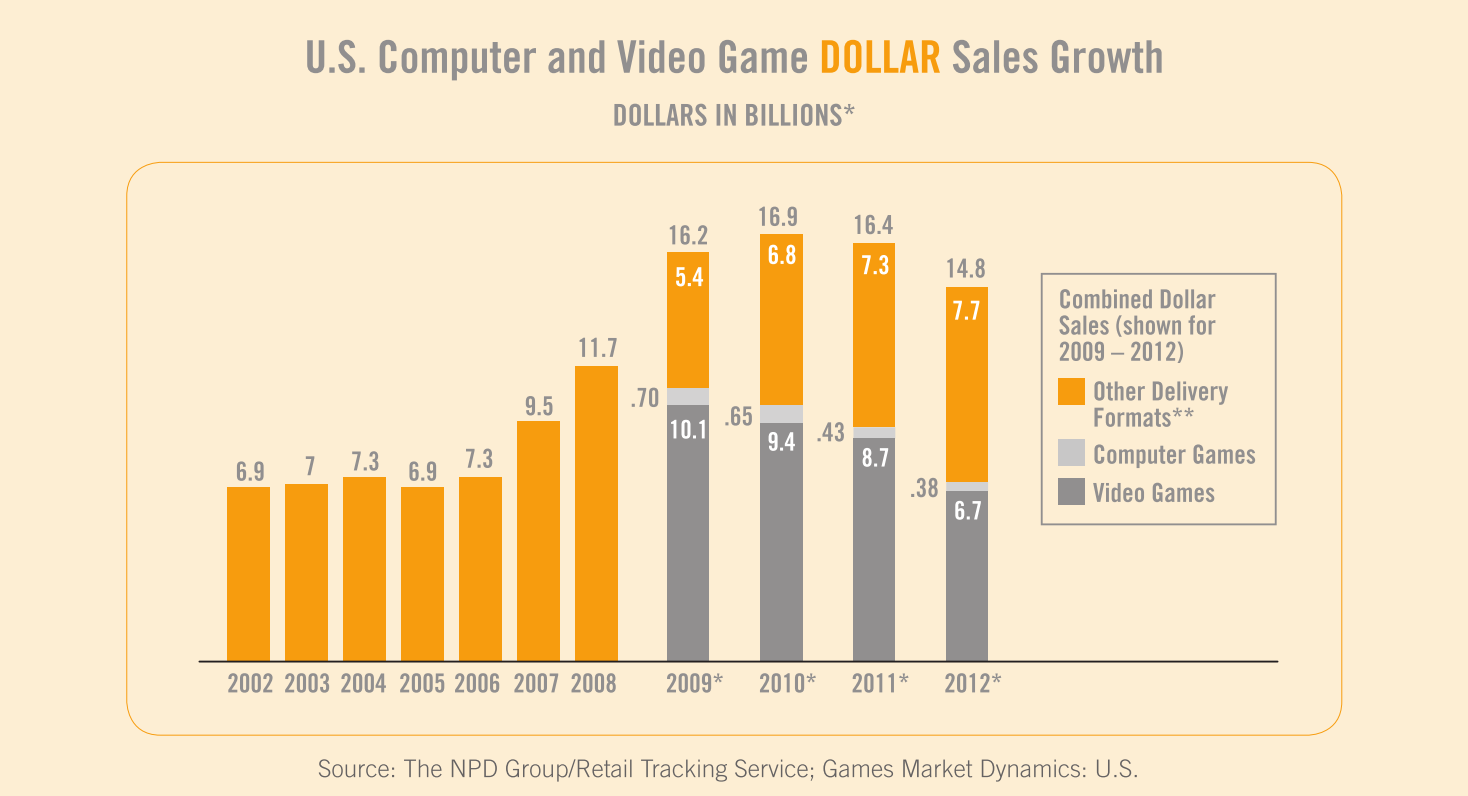 U.S. Computer and Video Game DOLLAR Sales Growth
DOLLARS IN BILLIONS*
6.9
7
7.3
6.9
7.3
9.5
11.7
16.2
5.4
.70
10.1
16.9
6.8
.65
9.4
16.4
7.3
.43
8.7
14.8
7.7
.38
6.7
2002 2003 2004 2005 2006 2007 2008 2009* 2010* 2011* 2012*
Combined Dollar
Sales (shown for
2009 – 2012)
Other Delivery
Formats**
Computer Games
Video Games
Source: The NPD Group/Retail Tracking Service; Games Market Dynamics: U.S.